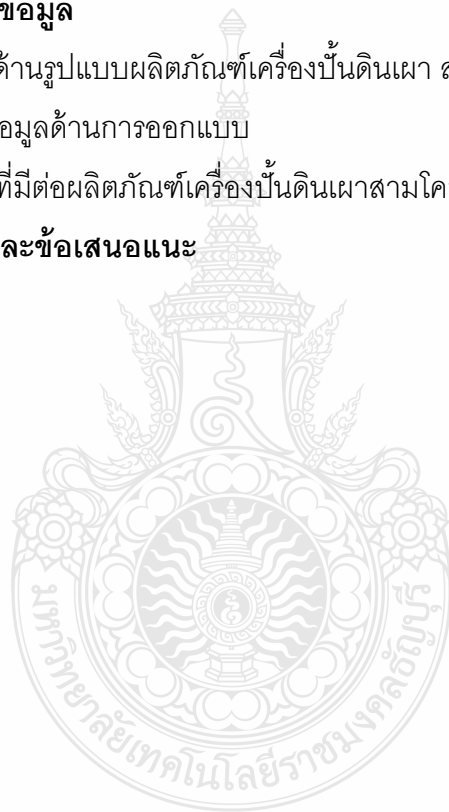 ข้อมูล
ด้านรูปแบบผลิตภัณฑ์เครื่องปั้นดินเผา
อมูลด้านการออกแบบ
ที่มีต่อผลิตภัณฑ์เครื่องปั้นดินเผาสามโค
ละข้อเสนอแนะ
มหาวิทยาลัยเทคโนโลยีราชมงคลธัญบุรี